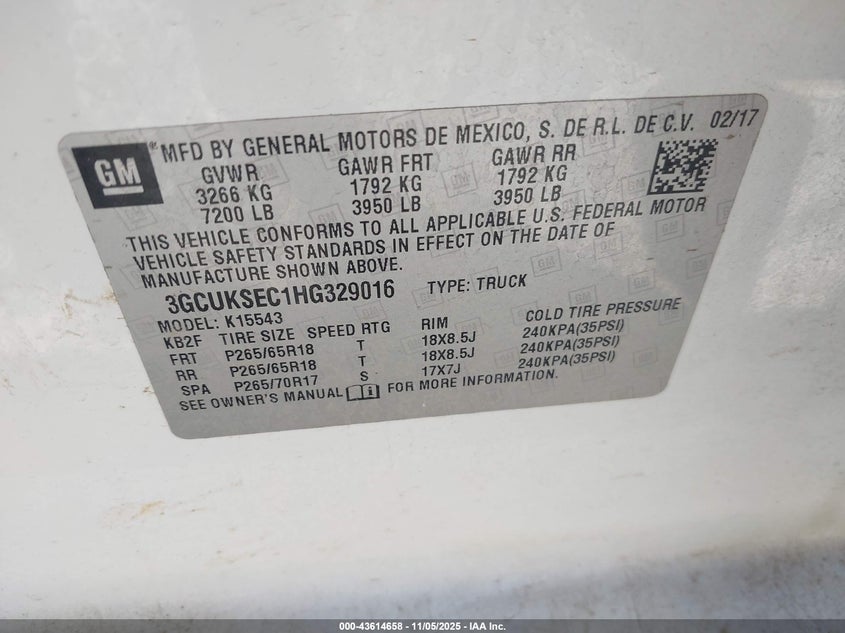 GM ® MFD BY GENERAL MOTORS DE MEXICO, S. DE R.L. DE C.V. 02/17
GVWR GAWR FRT GAWR RR
3266 KG 1792 KG 1792 KG
7200 LB 3950 LB 3950 LB
THIS VEHICLE CONFORMS TO ALL APPLICABLE U.S. FEDERAL MOTOR
VEHICLE SAFETY STANDARDS IN EFFECT ON THE DATE OF
MANUFACTURE SHOWN ABOVE.
3GCUKSEC1HG329016 TYPE: TRUCK
MODEL: K15543
KB2F TIRE SIZE SPEED RTG RIM COLD TIRE PRESSURE
FRT P265/65R18 T 18X8.5J 240KPA(35PSI)
RR P265/65R18 T 18X8.5J 240KPA(35PSI)
SPA P265/70R17 S 17X7J 240KPA(35PSI)
SEE OWNER'S MANUAL i FOR MORE INFORMATION.
000-43614658 - 11/05/2025 - IAA Inc.